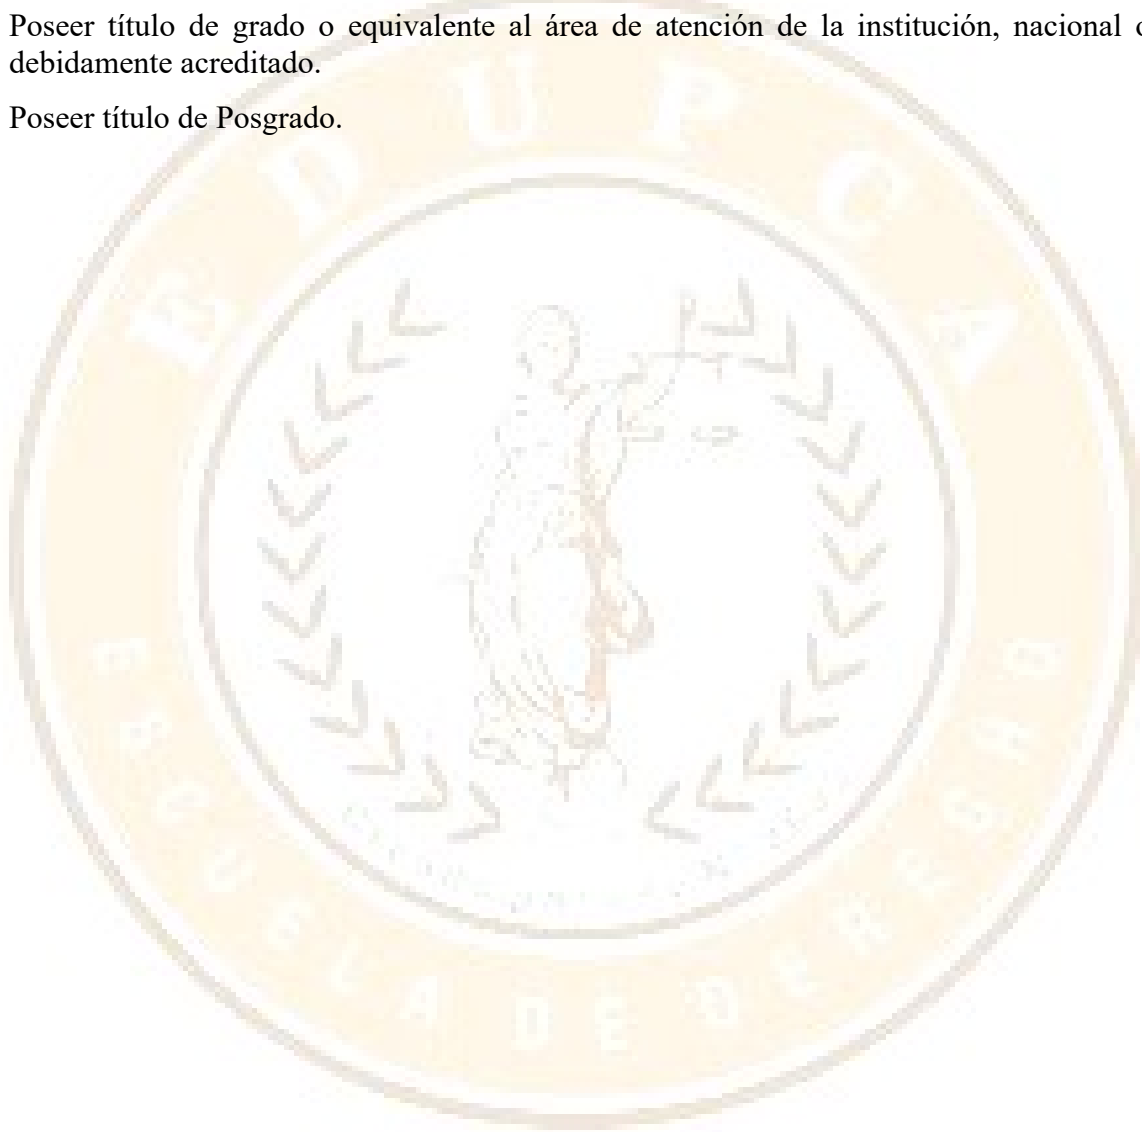 Poseer título de grado o equivalente al área de atención de la institución, nacional o
debidamente acreditado.
Poseer título de Posgrado.
EDUPCA
ESCUELA DE DERECHO